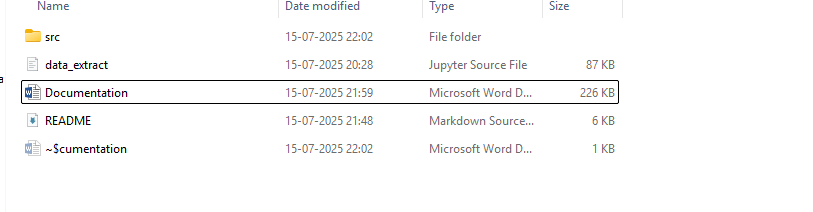 Name Date modified Type Size
src 15-07-2025 22:02 File folder
data_extract 15-07-2025 20:28 Jupyter Source File 87 KB
Documentation 15-07-2025 21:59 Microsoft Word D... 226 KB
README 15-07-2025 21:48 Markdown Source... 6 KB
~$cumentation 15-07-2025 22:02 Microsoft Word D... 1 KB